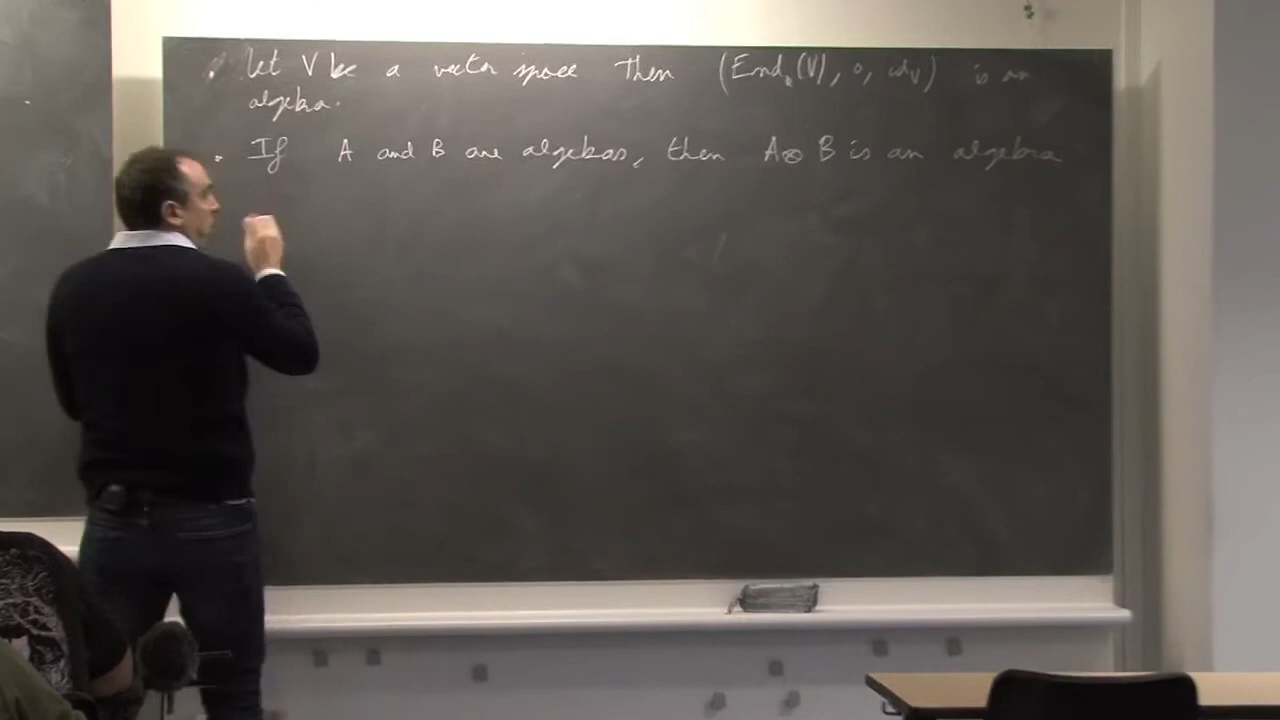 . Let V be a vector space Then (End (V), ∘, id_V) is an
algebra.
. If A and B are algebras, then A⊗B is an algebra